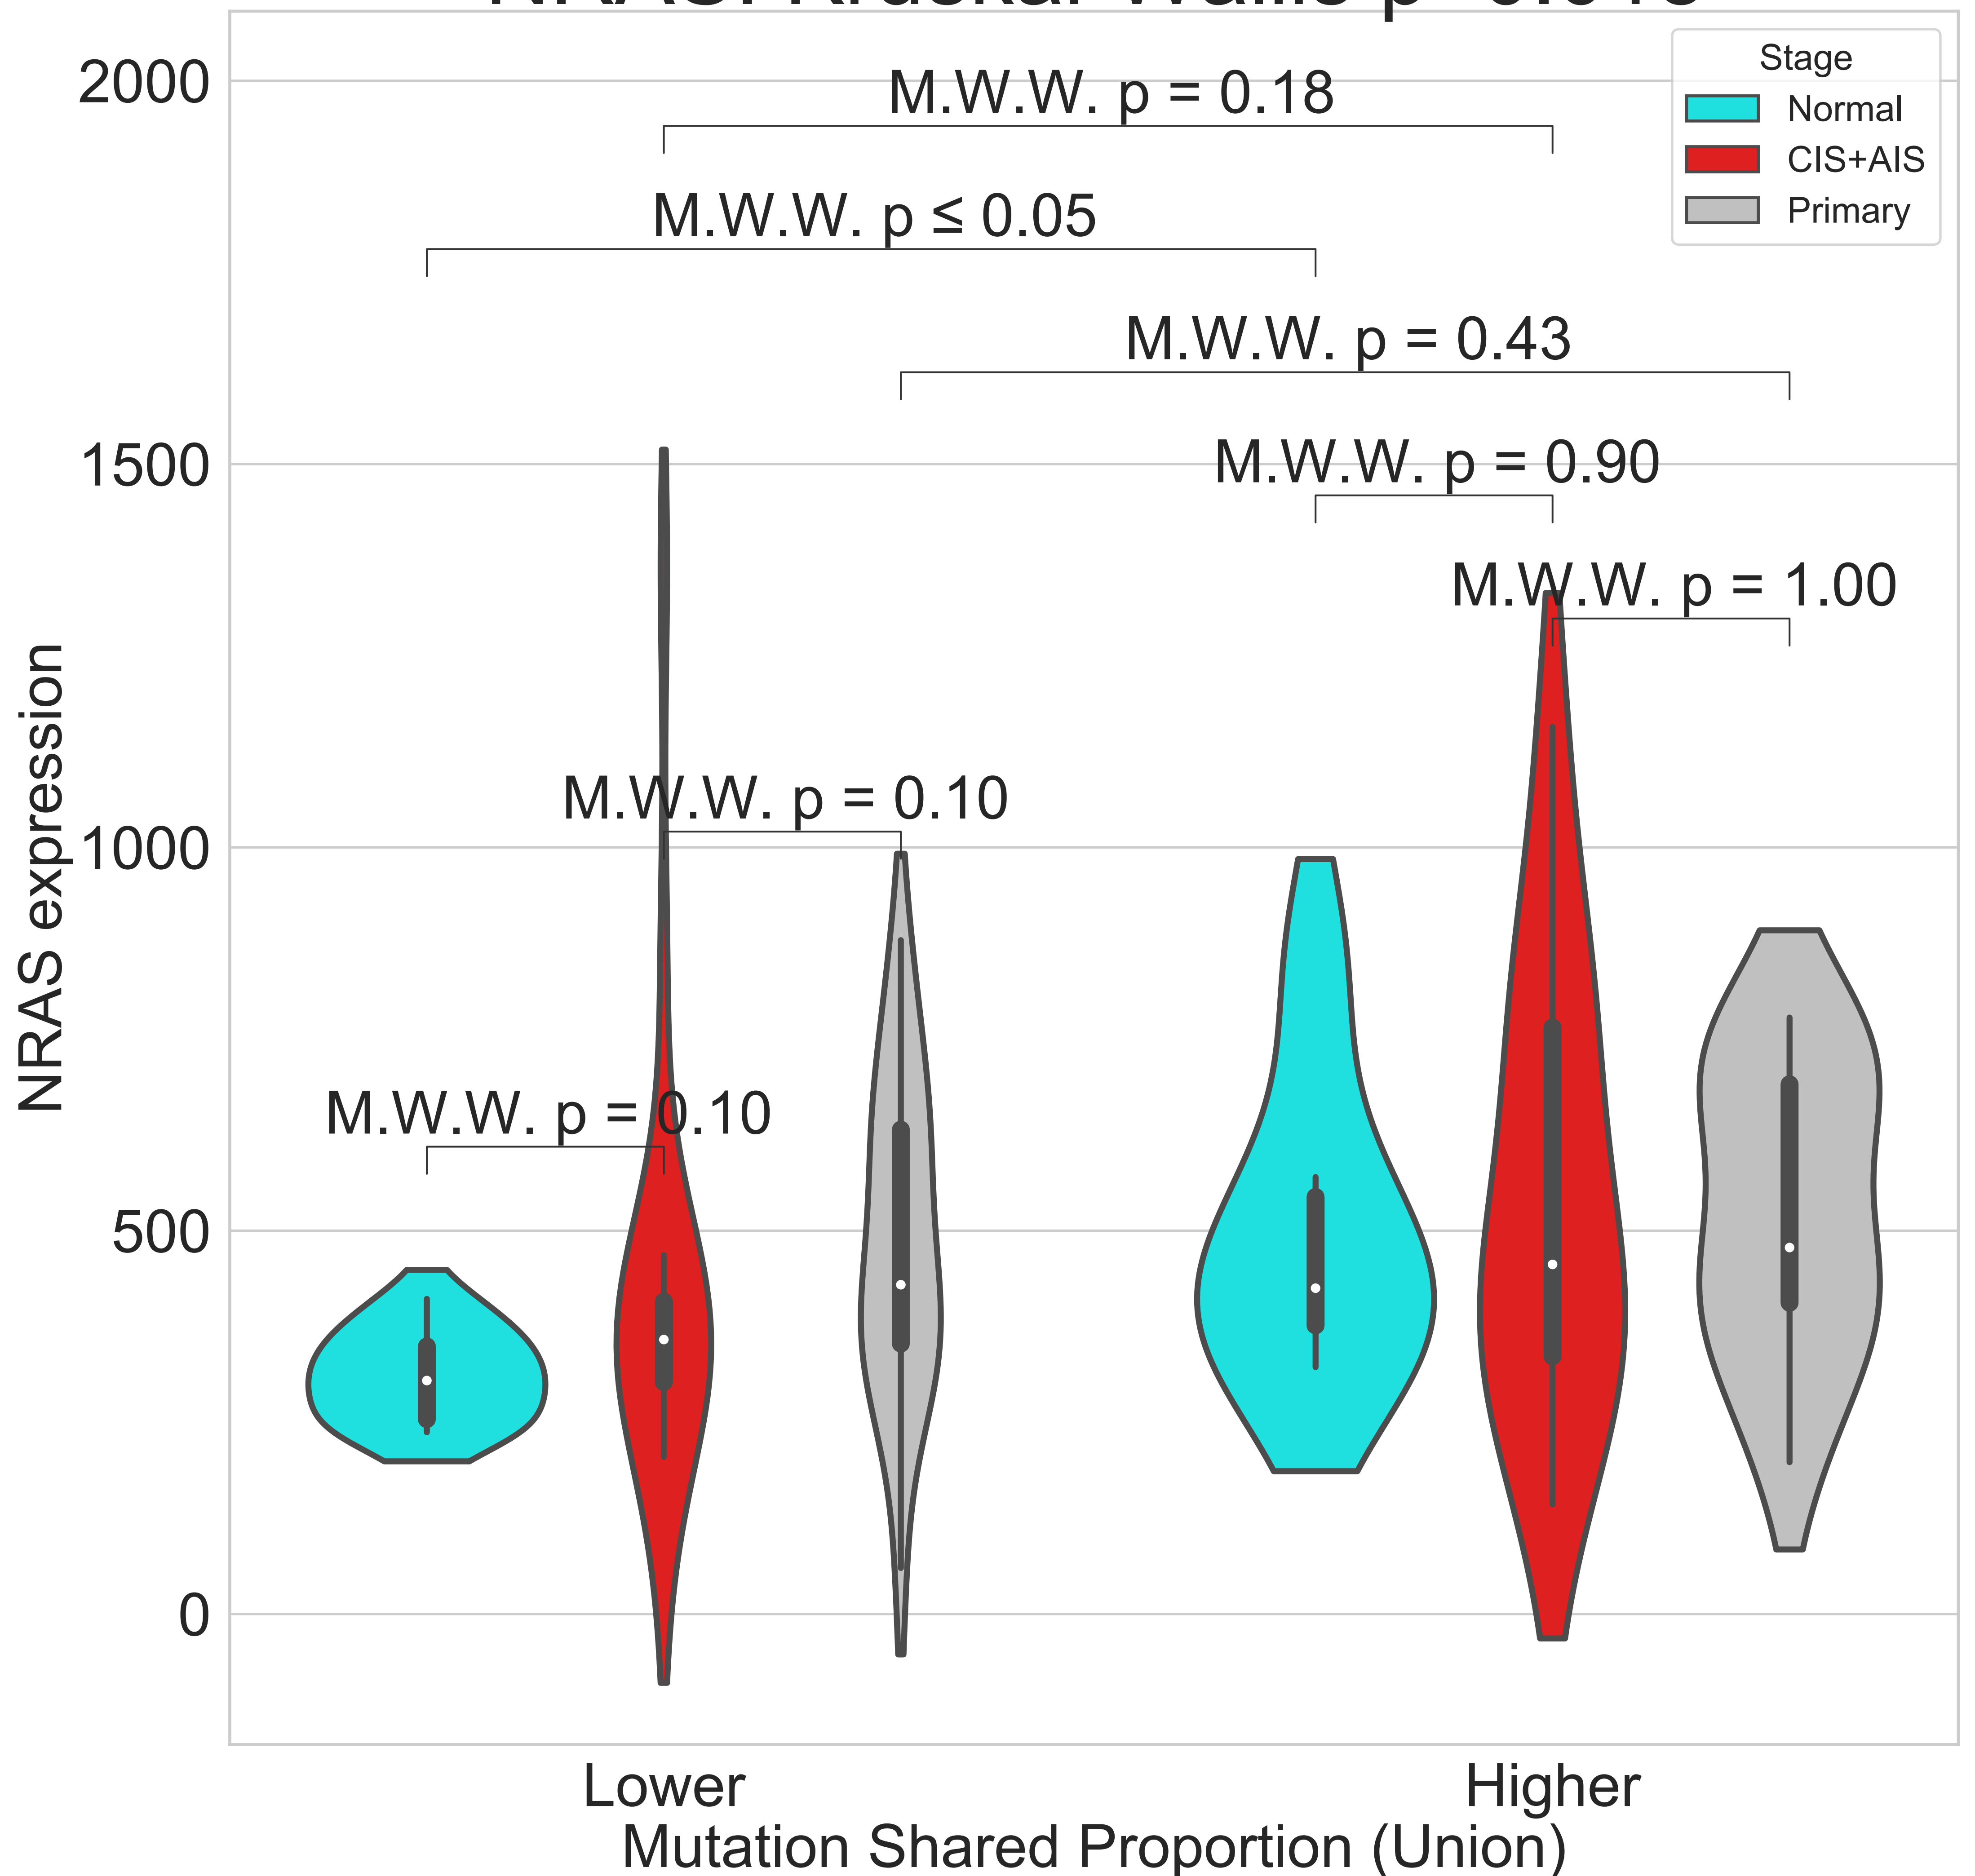 Stage
Normal
CIS+AIS
Primary
2000
1500
1000
500
0
NRAS expression
M.W.W. p = 0.18
M.W.W. p ≤ 0.05
M.W.W. p = 0.43
M.W.W. p = 0.90
M.W.W. p = 1.00
M.W.W. p = 0.10
M.W.W. p = 0.10
Lower
Higher
Mutation Shared Proportion (Union)